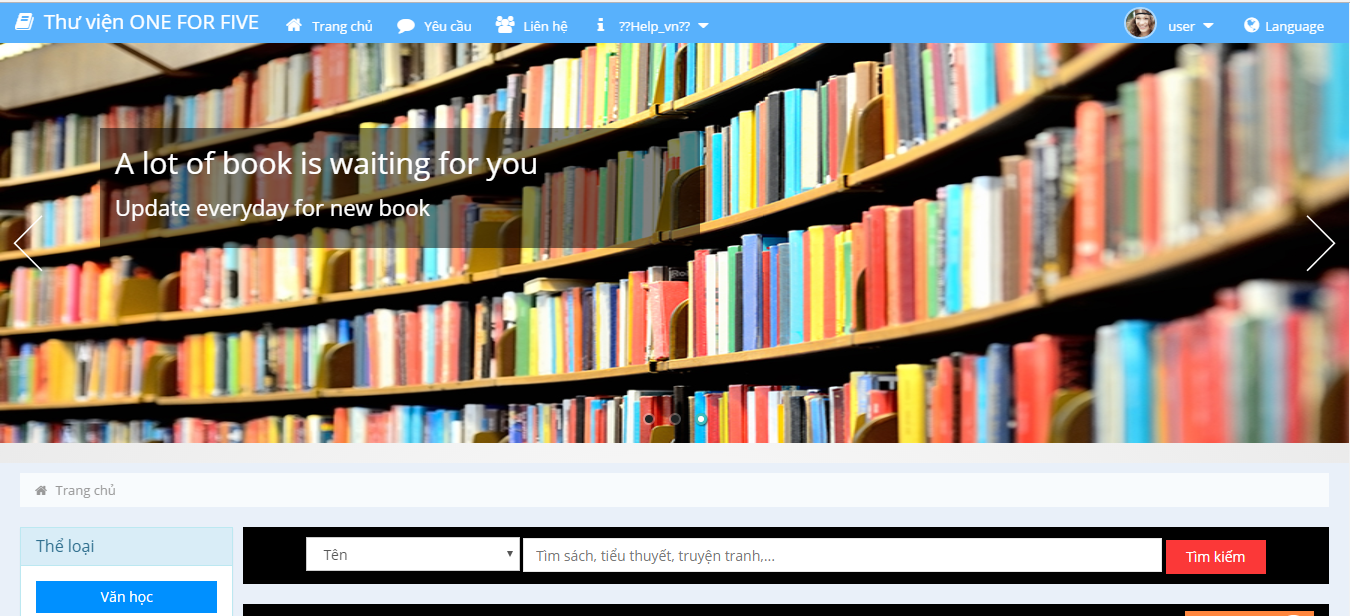 Thư viện ONE FOR FIVE Trang chủ Yêu cầu Liên hệ ??Help_vn?? user Language
A lot of book is waiting for you
Update everyday for new book
Trang chủ
Thể loại
Văn học
Tên Tìm sách, tiểu thuyết, truyện tranh,... Tìm kiếm